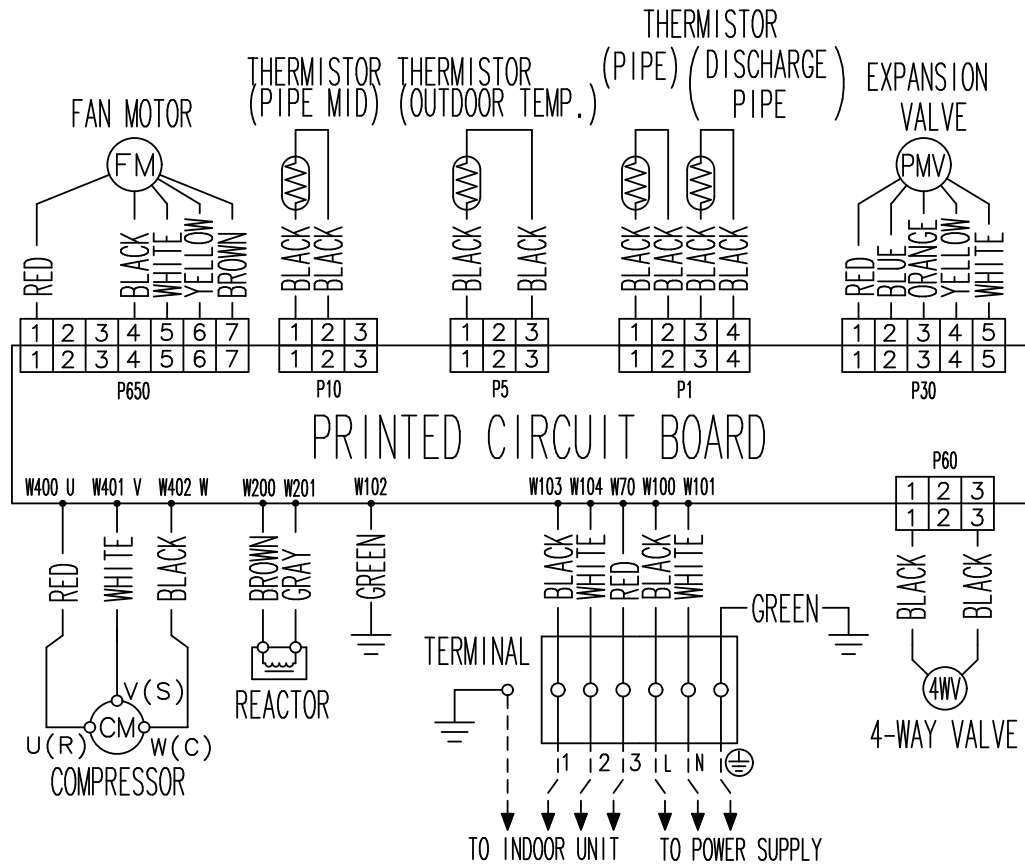 THERMISTOR
(PIPE) (DISCHARGE PIPE)
THERMISTOR (PIPE MID)
THERMISTOR (OUTDOOR TEMP.)
EXPANSION VALVE
FAN MOTOR
FM
PMV
RED BLACK WHITE YELLOW BROWN
BLACK BLACK
BLACK BLACK
BLACK BLACK BLACK BLACK
RED BLUE ORANGE YELLOW WHITE
1 2 3 4 5 6 7 1 2 3 1 2 3 1 2 3 4 1 2 3 4 5
1 2 3 4 5 6 7 1 2 3 1 2 3 1 2 3 4 1 2 3 4 5
P650 P10 P5 P1 P30
PRINTED CIRCUIT BOARD
P60
W400 U W401 V W402 W W200 W201 W102 W103 W104 W70 W100 W101
1 2 3
1 2 3
RED WHITE BLACK BROWN GRAY GREEN BLACK WHITE RED BLACK WHITE BLACK BLACK
GREEN
TERMINAL
REACTOR
V(S)
CM
U(R) W(C)
COMPRESSOR
4WV
4-WAY VALVE
1 2 3 L N
TO INDOOR UNIT TO POWER SUPPLY